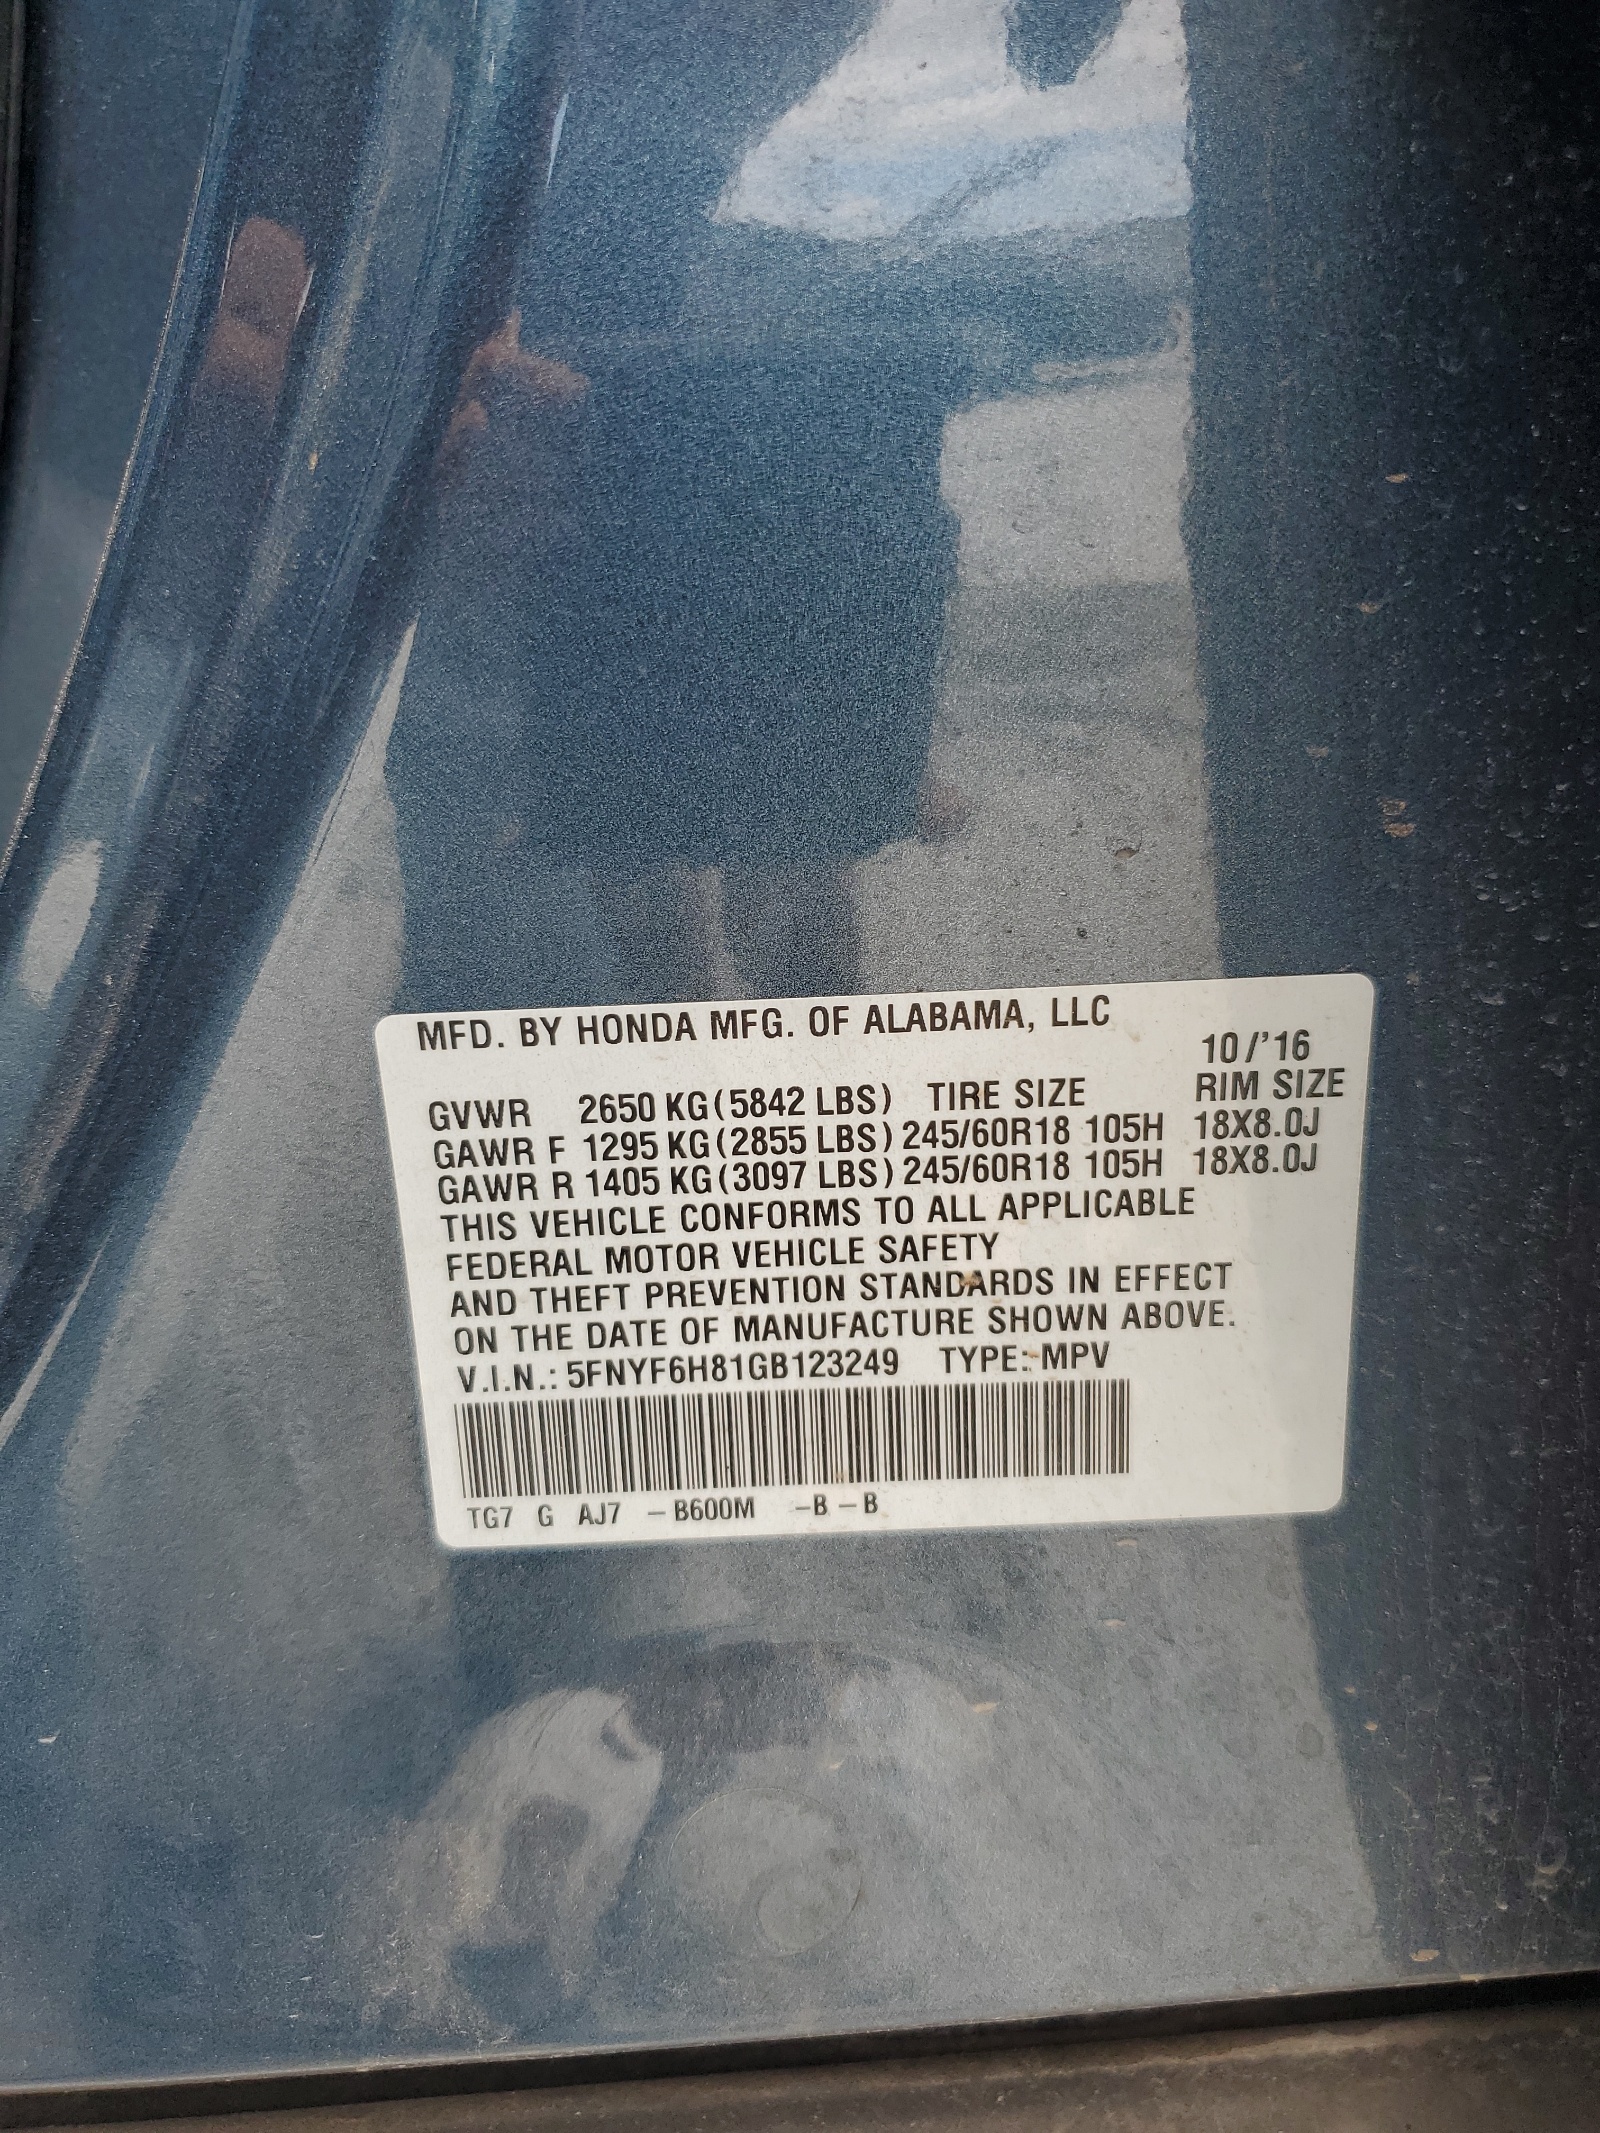 MFD. BY HONDA MFG. OF ALABAMA, LLC
10/'16
GVWR 2650 KG(5842 LBS) TIRE SIZE RIM SIZE
GAWR F 1295 KG(2855 LBS) 245/60R18 105H 18X8.0J
GAWR R 1405 KG(3097 LBS) 245/60R18 105H 18X8.0J
THIS VEHICLE CONFORMS TO ALL APPLICABLE
FEDERAL MOTOR VEHICLE SAFETY
AND THEFT PREVENTION STANDARDS IN EFFECT
ON THE DATE OF MANUFACTURE SHOWN ABOVE.
V.I.N.: 5FNYF6H81GB123249 TYPE: MPV
TG7 G AJ7 – B600M –B – B